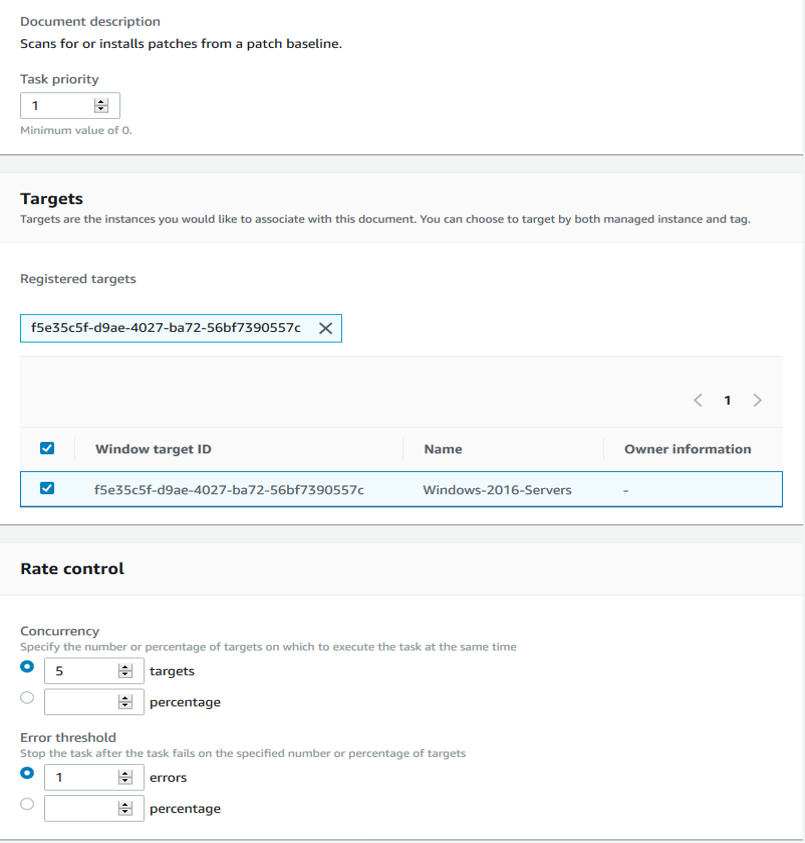 Document description
Scans for or installs patches from a patch baseline.
Task priority
1
Minimum value of 0.
Targets
Targets are the instances you would like to associate with this document. You can choose to target by both managed instance and tag.
Registered targets
f5e35c5f-d9ae-4027-ba72-56bf7390557c
1
Window target ID Name Owner information
f5e35c5f-d9ae-4027-ba72-56bf7390557c Windows-2016-Servers -
Rate control
Concurrency
Specify the number or percentage of targets on which to execute the task at the same time
5 targets
percentage
Error threshold
Stop the task after the task fails on the specified number or percentage of targets
1 errors
percentage